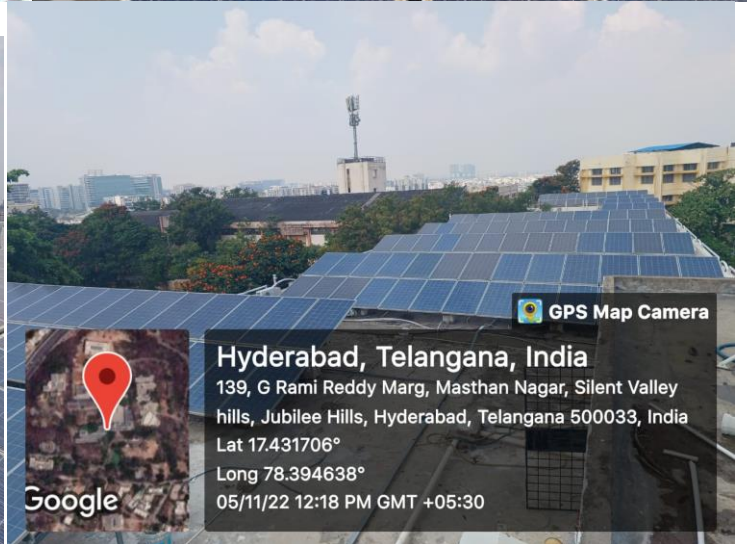 GPS Map Camera
Hyderabad, Telangana, India
139, G Rami Reddy Marg, Masthan Nagar, Silent Valley
hills, Jubilee Hills, Hyderabad, Telangana 500033, India
Lat 17.431706°
Long 78.394638°
05/11/22 12:18 PM GMT +05:30
Google